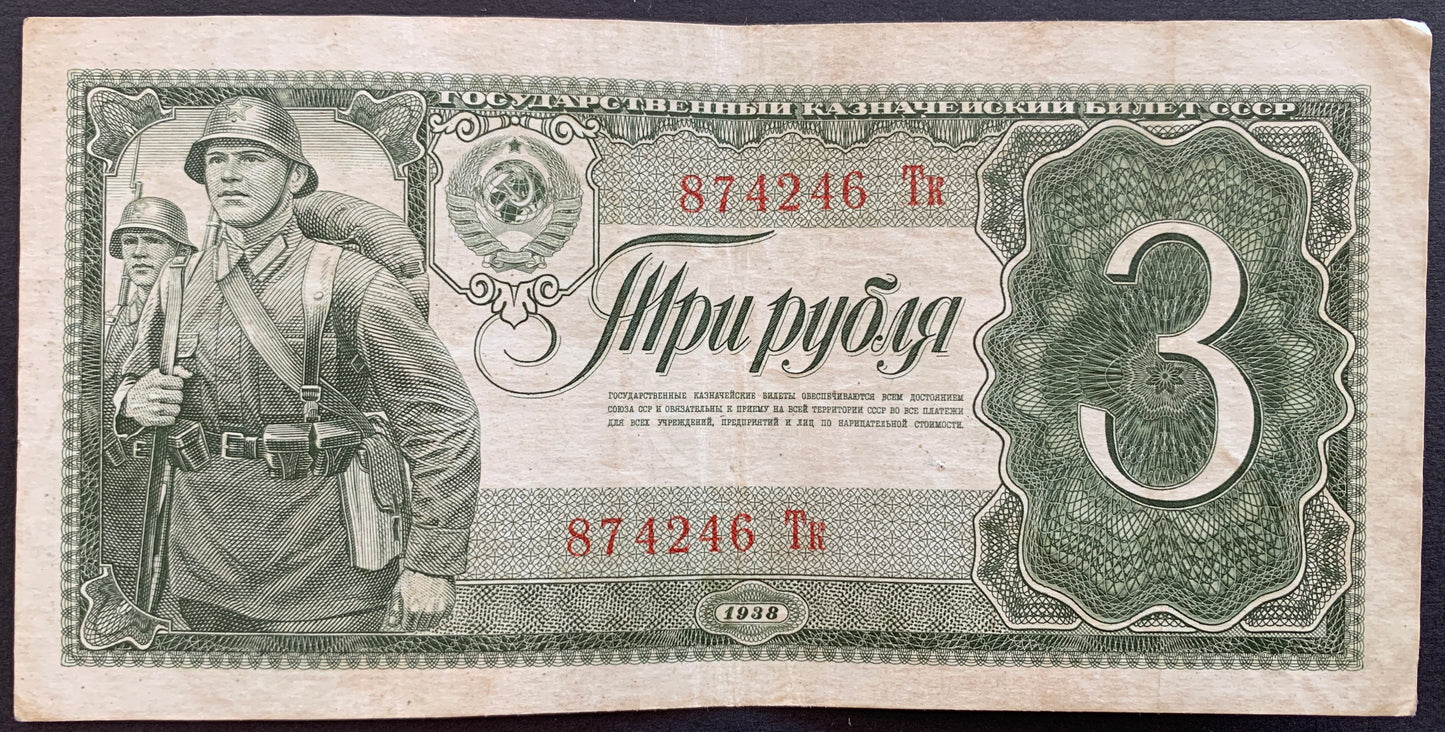 ГОСУДАРСТВЕННЫЙ КАЗНАЧЕЙСКИЙ БИЛЕТ СССР
874246 Тк
Три рубля
3
ГОСУДАРСТВЕННЫЕ КАЗНАЧЕЙСКИЕ БИЛЕТЫ ОБЕСПЕЧИВАЮТСЯ ВСЕМ ДОСТОЯНИЕМ
СОЮЗА ССР И ОБЯЗАТЕЛЬНЫ К ПРИЕМУ НА ВСЕЙ ТЕРРИТОРИИ СССР ВО ВСЕ ПЛАТЕЖИ
ДЛЯ ВСЕХ УЧРЕЖДЕНИЙ, ПРЕДПРИЯТИЙ И ЛИЦ ПО НАРИЦАТЕЛЬНОЙ СТОИМОСТИ.
874246 Тк
1938